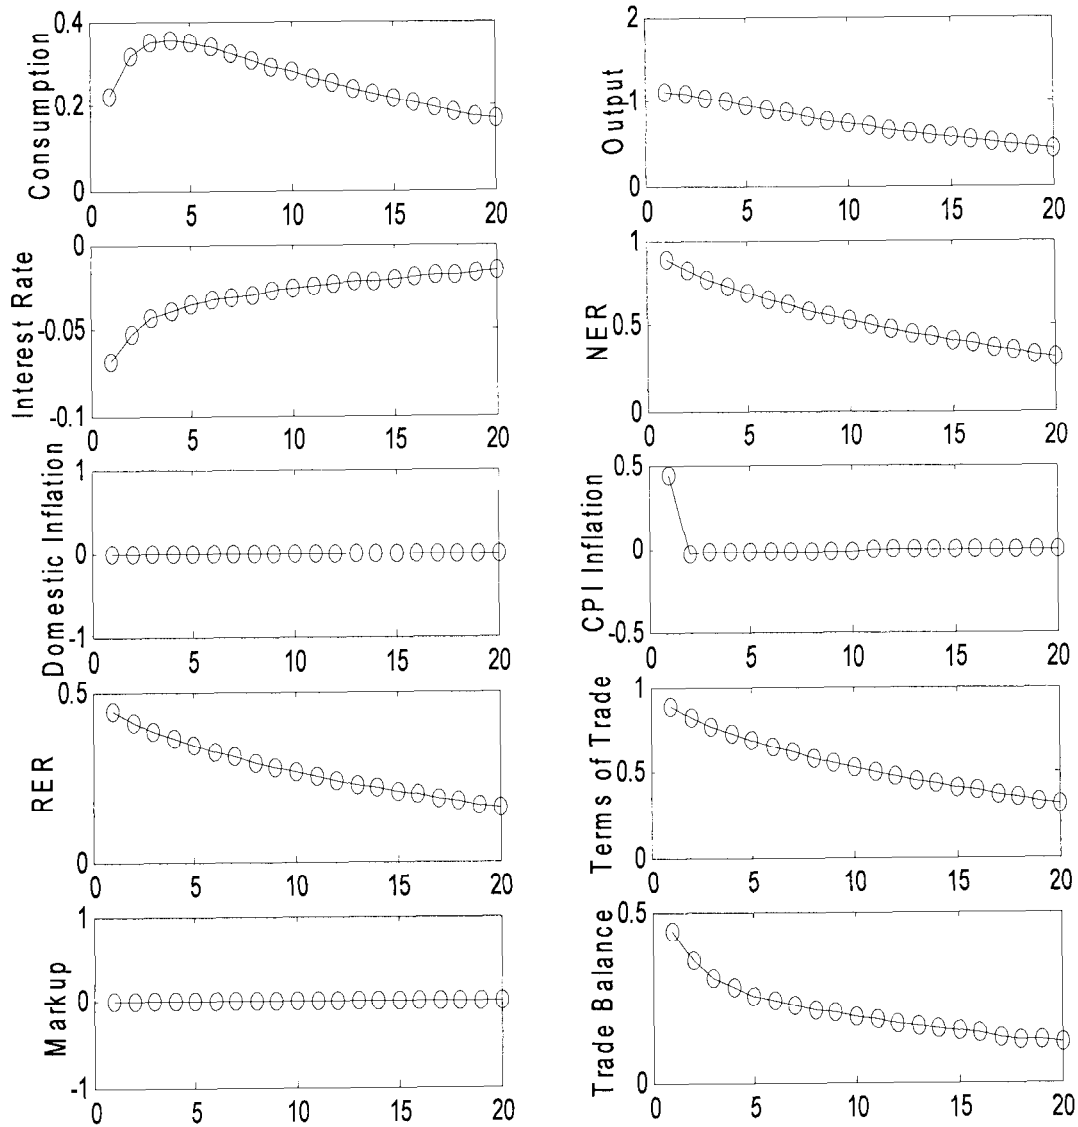 Consumption
0.4
0.2
0
0 5 10 15 20
Output
2
1
0
0 5 10 15 20
Interest Rate
0
-0.05
-0.1
0 5 10 15 20
NER
1
0.5
0
0 5 10 15 20
Domestic Inflation
1
0
-1
0 5 10 15 20
CPI Inflation
0.5
0
-0.5
0 5 10 15 20
RER
0.5
0
0 5 10 15 20
Terms of Trade
1
0.5
0
0 5 10 15 20
Markup
1
0
-1
0 5 10 15 20
Trade Balance
0.5
0
0 5 10 15 20